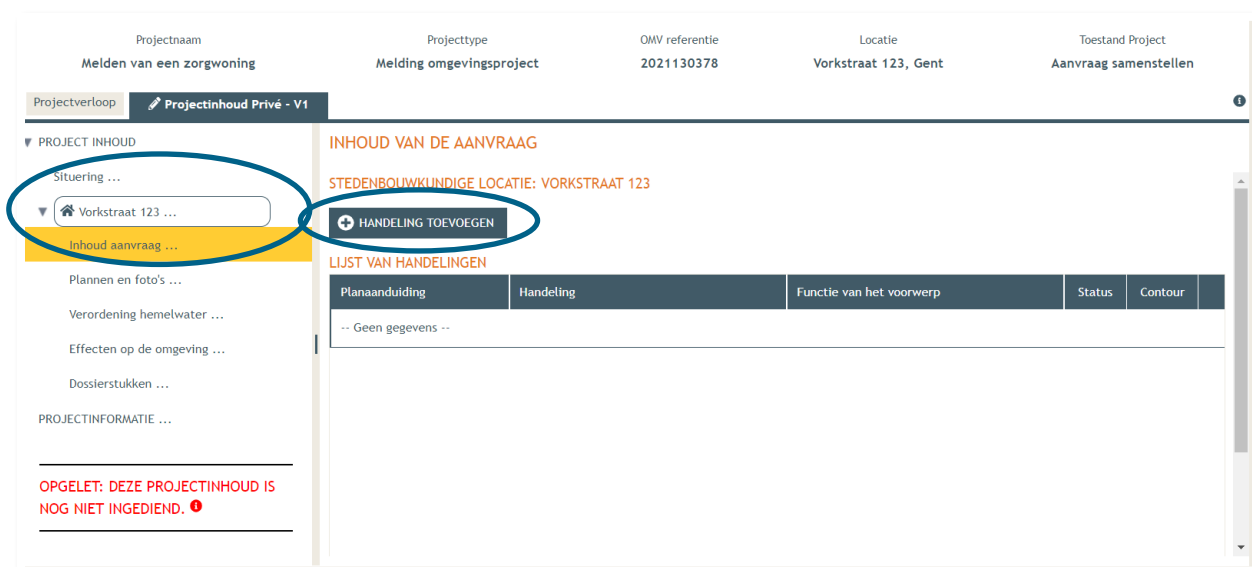 Projectnaam Projecttype OMV referentie Locatie Toestand Project
Melden van een zorgwoning Melding omgevingsproject 2021130378 Vorkstraat 123, Gent Aanvraag samenstellen
Projectverloop Projectinhoud Privé - V1
PROJECT INHOUD
Situering ...
Vorkstraat 123 ...
Inhoud aanvraag ...
Plannen en foto's ...
Verordening hemelwater ...
Effecten op de omgeving ...
Dossierstukken ...
PROJECTINFORMATIE ...
OPGELET: DEZE PROJECTINHOUD IS
NOG NIET INGEDIEND.
INHOUD VAN DE AANVRAAG
STEDENBOUWKUNDIGE LOCATIE: VORKSTRAAT 123
HANDELING TOEVOEGEN
LIJST VAN HANDELINGEN
Planaanduiding Handeling Functie van het voorwerp Status Contour
-- Geen gegevens --